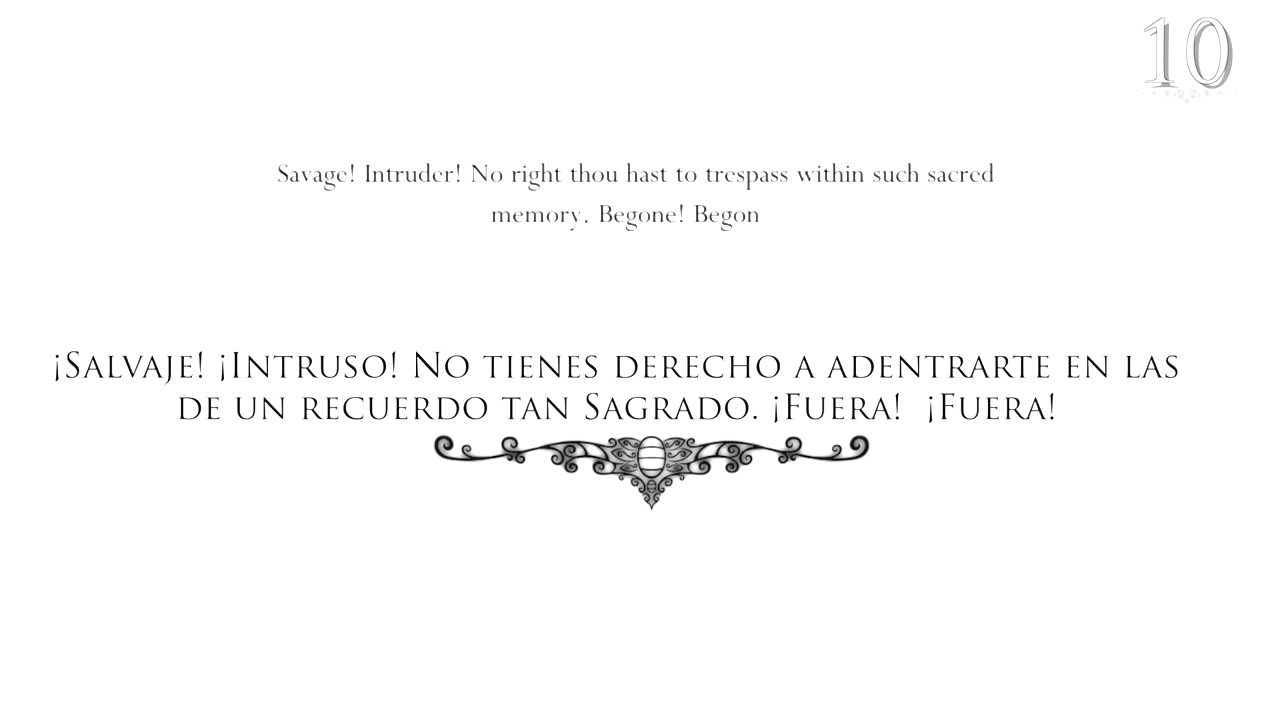 10
Savage! Intruder! No right thou hast to trespass within such sacred
memory. Begone! Begon
¡Salvaje! ¡Intruso! No tienes derecho a adentrarte en las
de un recuerdo tan Sagrado. ¡Fuera! ¡Fuera!